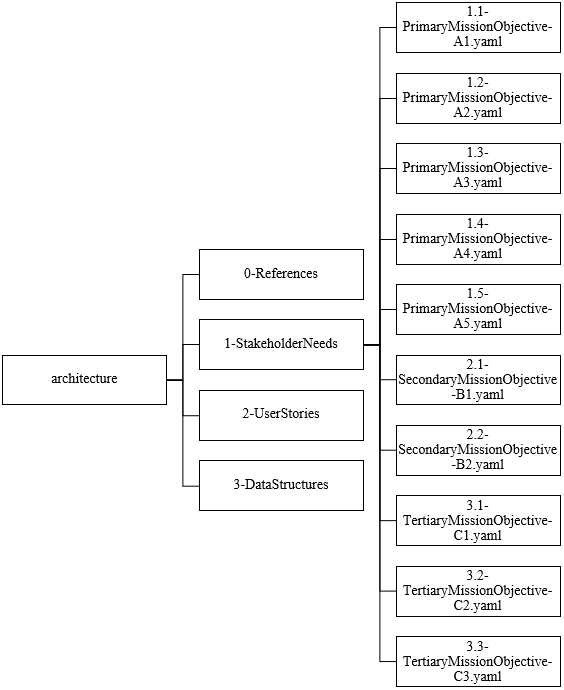 architecture
0-References
1-StakeholderNeeds
2-UserStories
3-DataStructures
1.1-
PrimaryMissionObjective-
A1.yaml
1.2-
PrimaryMissionObjective-
A2.yaml
1.3-
PrimaryMissionObjective-
A3.yaml
1.4-
PrimaryMissionObjective-
A4.yaml
1.5-
PrimaryMissionObjective-
A5.yaml
2.1-
SecondaryMissionObjective
-B1.yaml
2.2-
SecondaryMissionObjective
-B2.yaml
3.1-
TertiaryMissionObjective-
C1.yaml
3.2-
TertiaryMissionObjective-
C2.yaml
3.3-
TertiaryMissionObjective-
C3.yaml